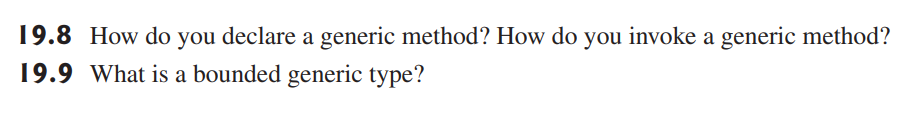 19.8 How do you declare a generic method? How do you invoke a generic method?
19.9 What is a bounded generic type?